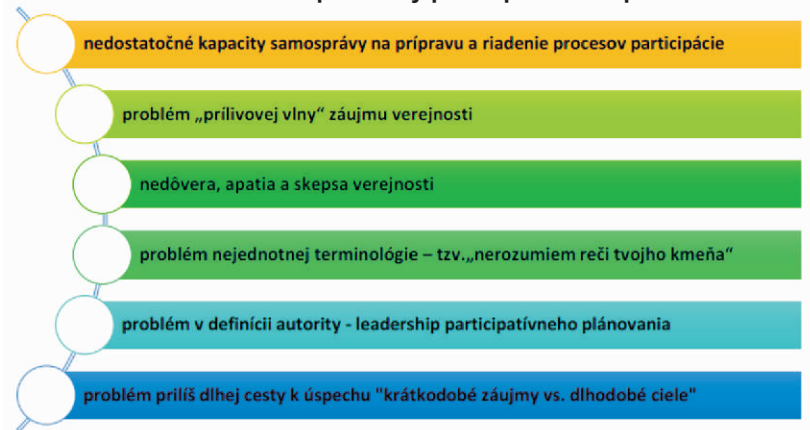 nedostatočné kapacity samosprávy na prípravu a riadenie procesov participácie
problém „prílivovej vlny“ záujmu verejnosti
nedôvera, apatia a skepsa verejnosti
problém nejednotnej terminológie – tzv.„nerozumiem reči tvojho kmeňa“
problém v definícii autority - leadership participatívneho plánovania
problém prilíš dlhej cesty k úspechu "krátkodobé záujmy vs. dlhodobé ciele"